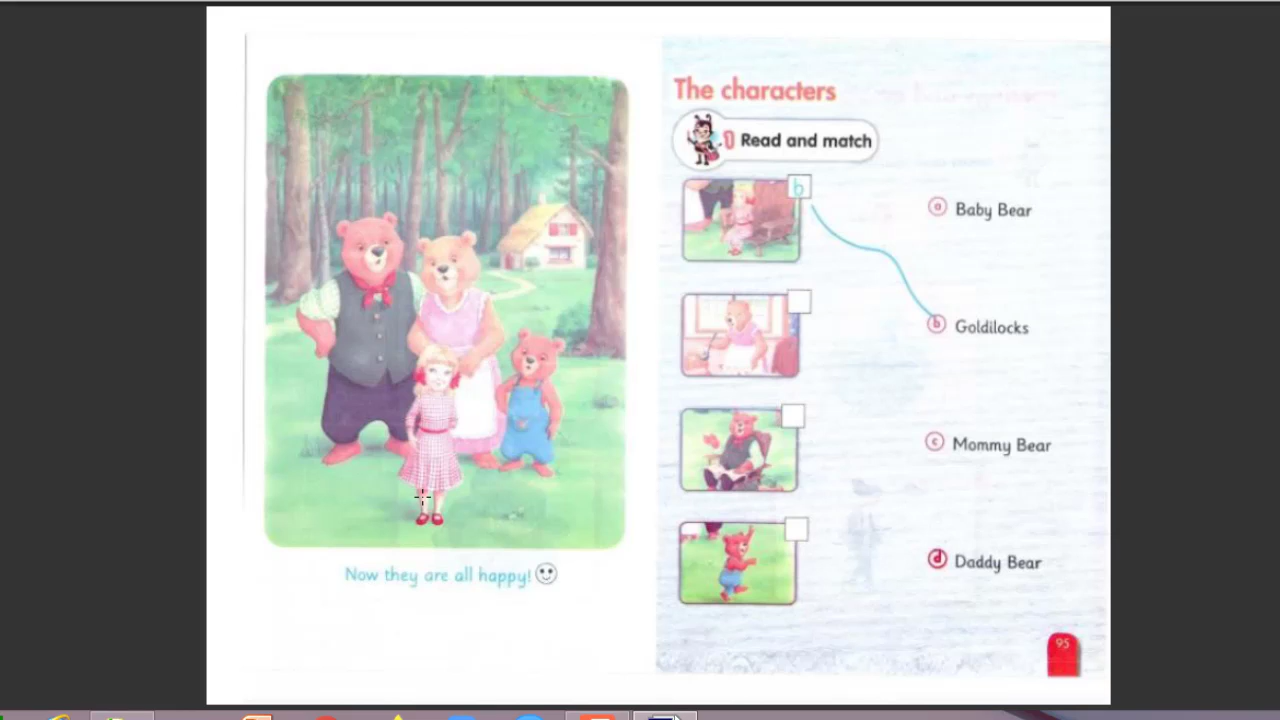 Now they are all happy!
The characters
1 Read and match
b
a Baby Bear
b Goldilocks
c Mommy Bear
d Daddy Bear
95